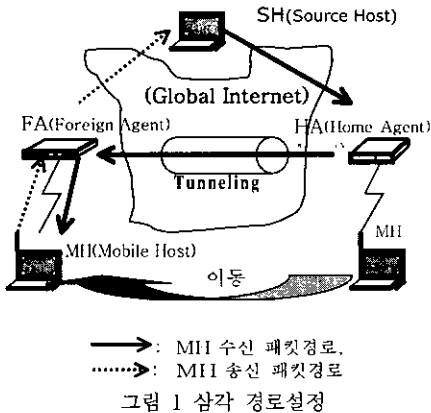 SH(Source Host)
(Global Internet)
FA(Foreign Agent)
HA(Home Agent)
Tunneling
MH(Mobile Host)
MH
이동
: MH 수신 패킷경로,
: MH 송신 패킷경로
그림 1 삼각 경로설정